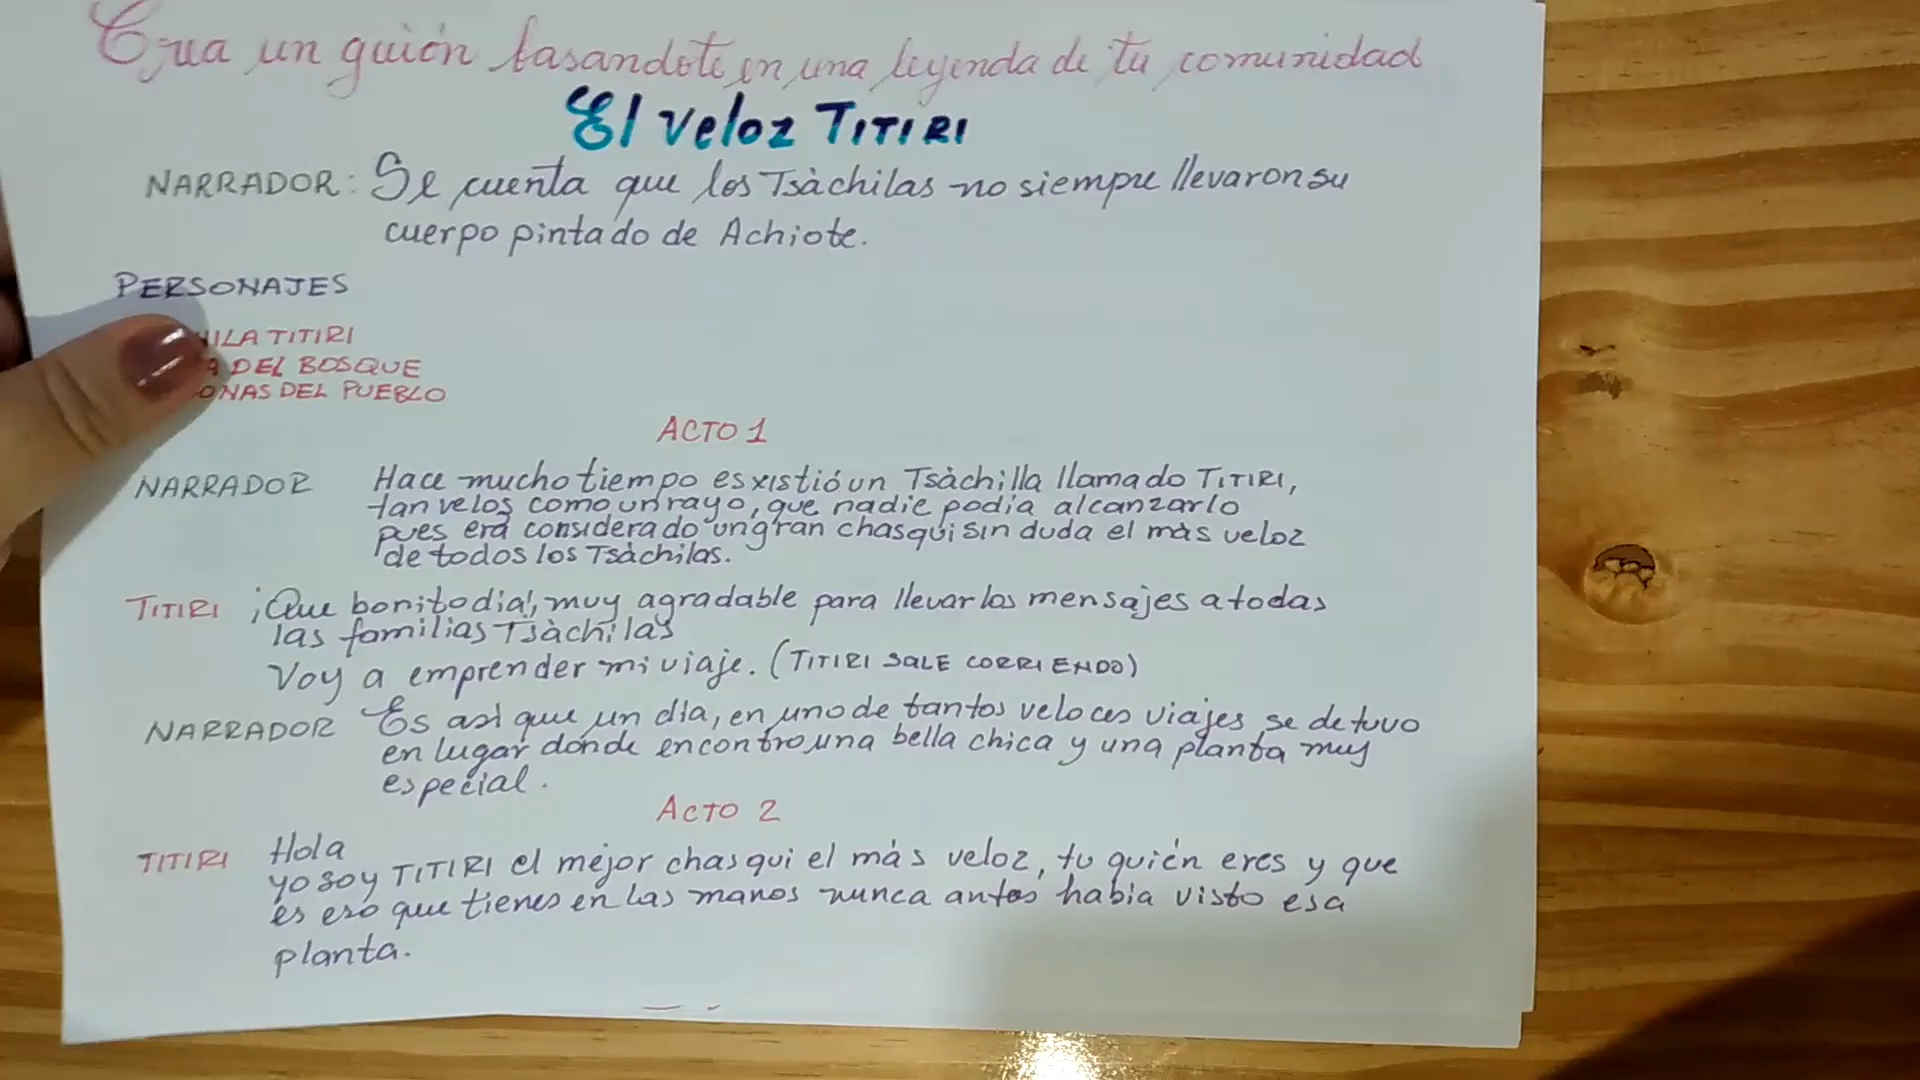 Crea un guión basandote en una leyenda de tu comunidad
El Veloz TITIRI
NARRADOR: Se cuenta que los Tsàchilas no siempre llevaron su
cuerpo pintado de Achiote.
PERSONAJES
TITIRI
DEL BOSQUE
DEL PUEBLO
ACTO 1
NARRADOR Hace mucho tiempo esxistió un Tsàchilla llamado TITIRI,
tan velos como un rayo, que nadie podia alcanzarlo
pues era considerado un gran chasqui sin duda el màs veloz
de todos los Tsàchilas.
TITIRI ¡Que bonito dia!, muy agradable para llevar los mensajes a todas
las familias Tsàchilas
Voy a emprender mi viaje. (TITIRI SALE CORRIENDO)
NARRADOR Es asi que un dia, en uno de tantos veloces viajes se detuvo
en lugar donde encontro una bella chica y una planta muy
especial.
ACTO 2
TITIRI Hola
yo soy TITIRI el mejor chasqui el màs veloz, tu quién eres y que
es eso que tienes en las manos nunca antes habia visto esa
planta.